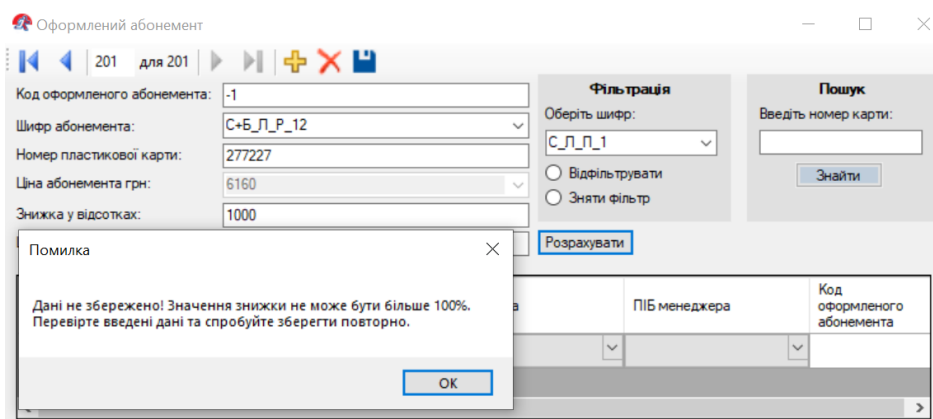 Оформлений абонемент
201 для 201
Код оформленого абонемента: -1
Шифр абонемента: С+Б_Л_Р_12
Номер пластикової карти: 277227
Ціна абонемента грн: 6160
Знижка у відсотках: 1000
Фільтрація
Оберіть шифр:
С_Л_П_1
Відфільтрувати
Зняти фільтр
Пошук
Введіть номер карти:
Знайти
Розрахувати
Помилка
Дані не збережено! Значення знижки не може бути більше 100%.
Перевірте введені дані та спробуйте зберегти повторно.
ОК
ПІБ менеджера
Код
оформленого
абонемента